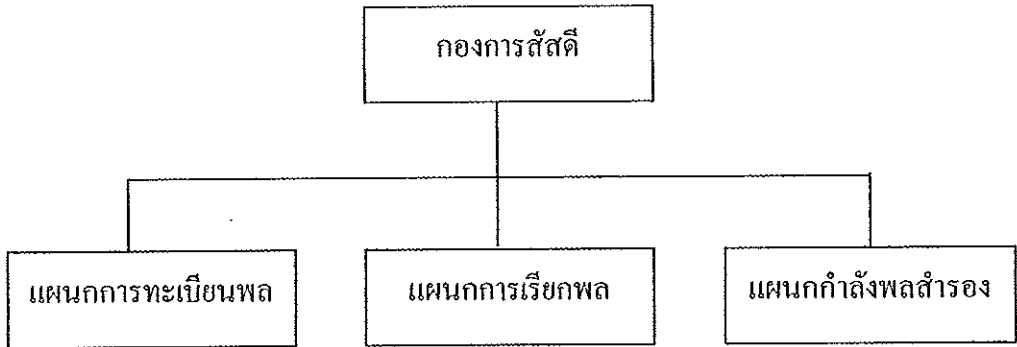 กองการสัสดี
แผนกการทะเบียนพล
แผนกการเรียกพล
แผนกกำลังพลสำรอง